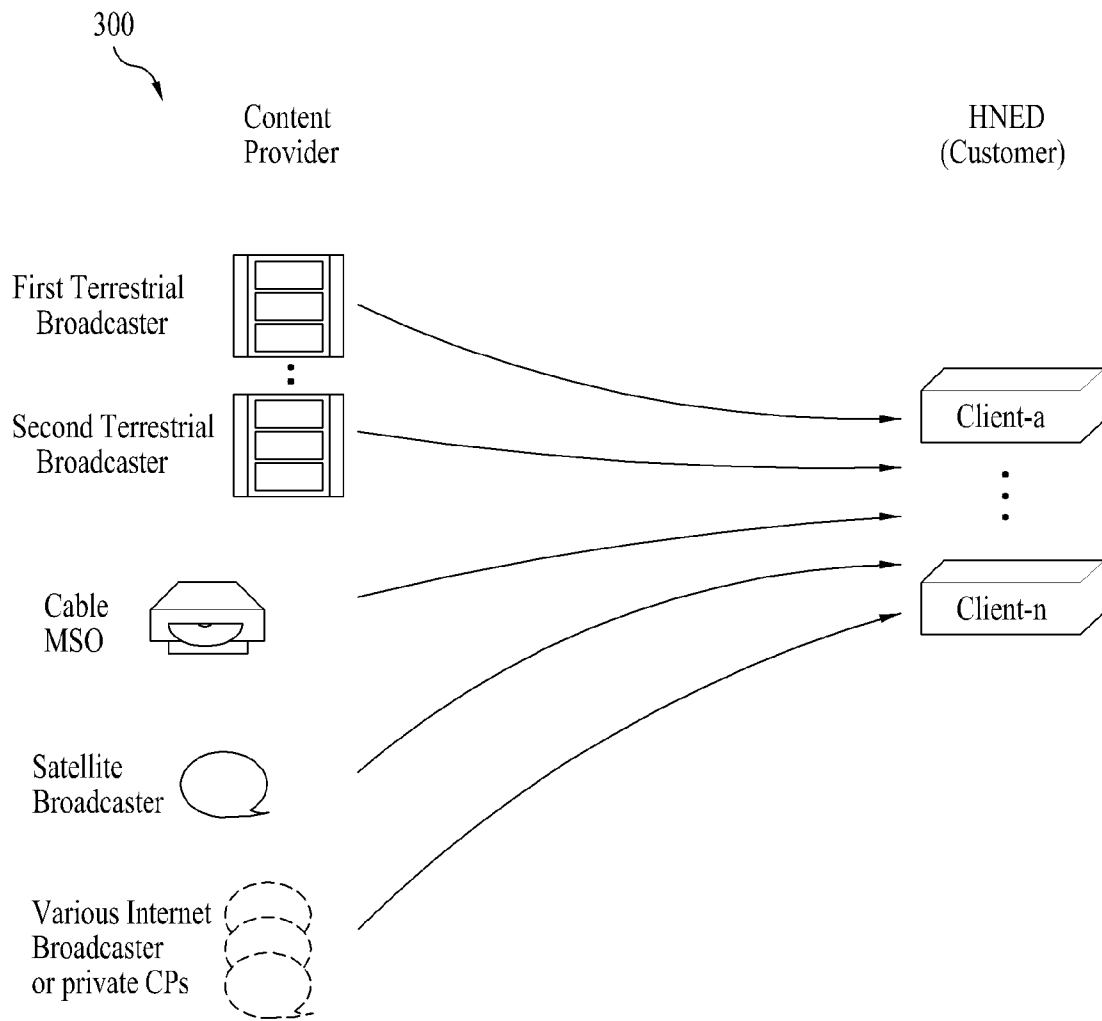 300
Content
Provider
HNED
(Customer)
First Terrestrial
Broadcaster
Second Terrestrial
Broadcaster
Client-a
Cable
MSO
Client-n
Satellite
Broadcaster
Various Internet
Broadcaster
or private CPs